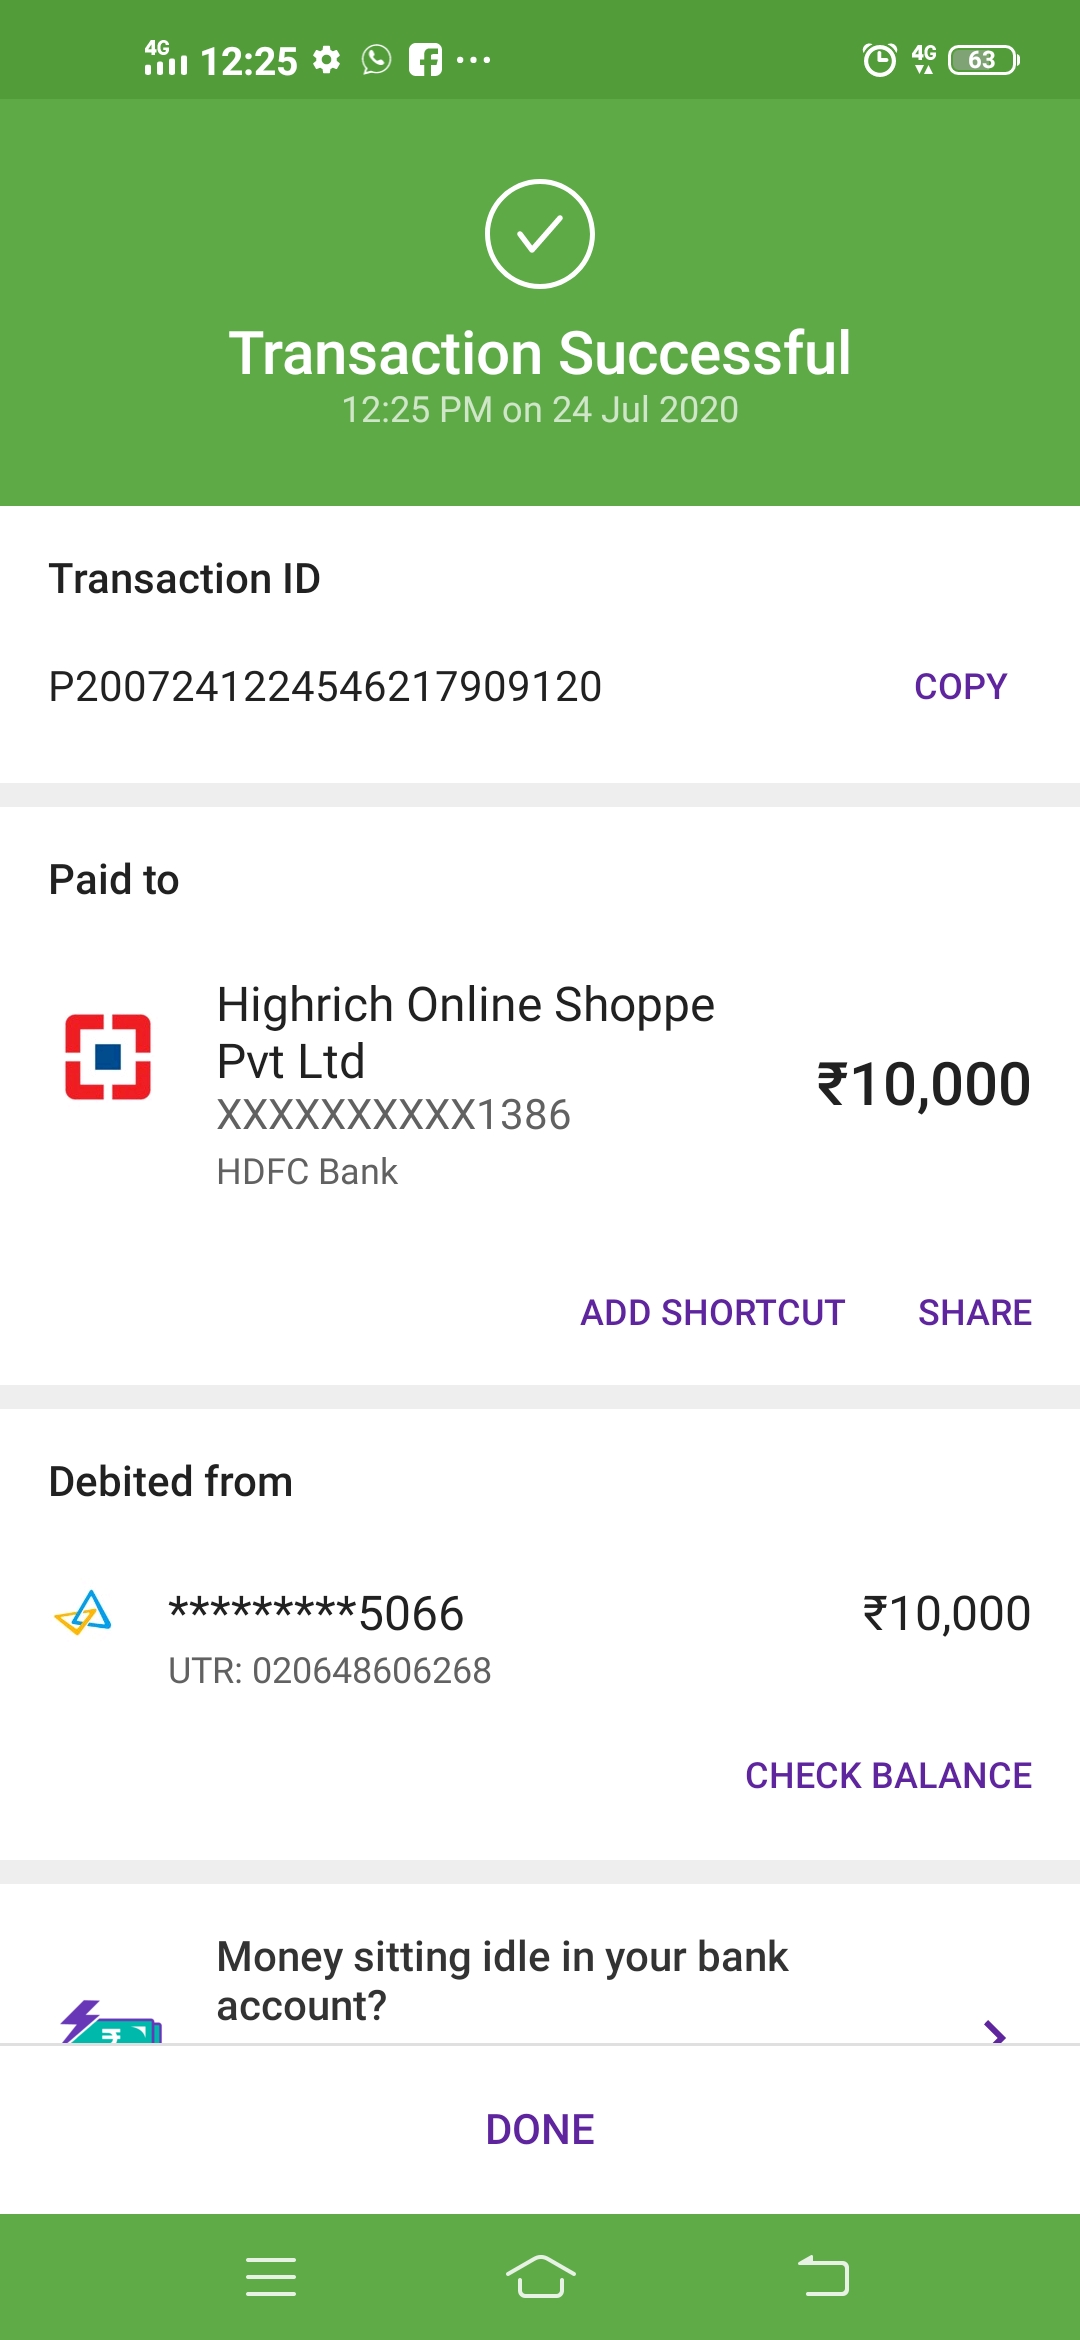 4G 12:25 4G 63
Transaction Successful
12:25 PM on 24 Jul 2020
Transaction ID
P2007241224546217909120 COPY
Paid to
Highrich Online Shoppe
Pvt Ltd
₹10,000
XXXXXXXXXX1386
HDFC Bank
ADD SHORTCUT SHARE
Debited from
*********5066 ₹10,000
UTR: 020648606268
CHECK BALANCE
Money sitting idle in your bank
account?
DONE